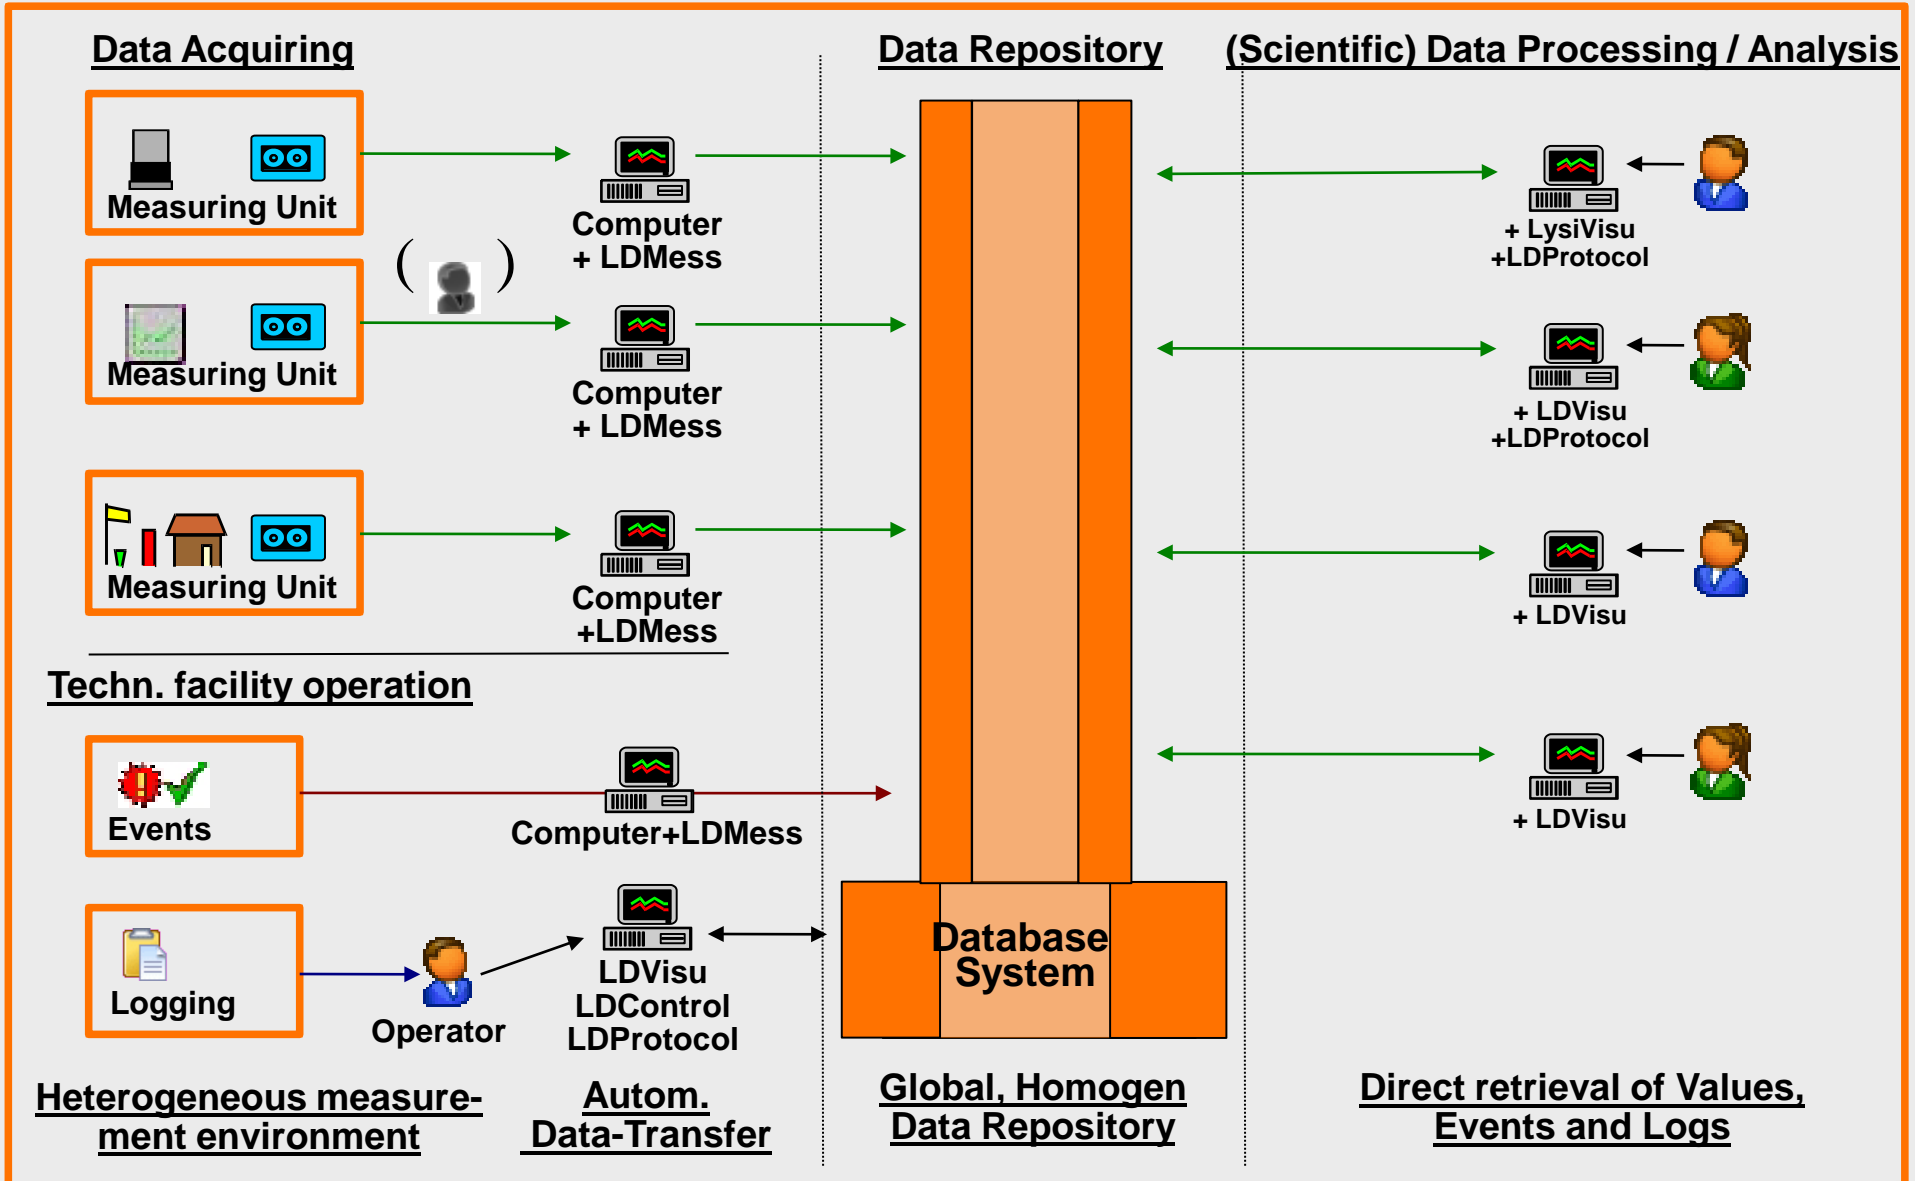 Data Acquiring
Data Repository
(Scientific) Data Processing / Analysis
Measuring Unit
Computer
+ LDMess
+ LysiVisu
+LDProtocol
(
)
Measuring Unit
Computer
+ LDMess
+ LDVisu
+LDProtocol
Measuring Unit
Computer
+LDMess
+ LDVisu
Techn. facility operation
Events
Computer+LDMess
+ LDVisu
Logging
Operator
LDVisu
LDControl
LDProtocol
Database
System
Heterogeneous measure-
ment environment
Autom.
Data-Transfer
Global, Homogen
Data Repository
Direct retrieval of Values,
Events and Logs